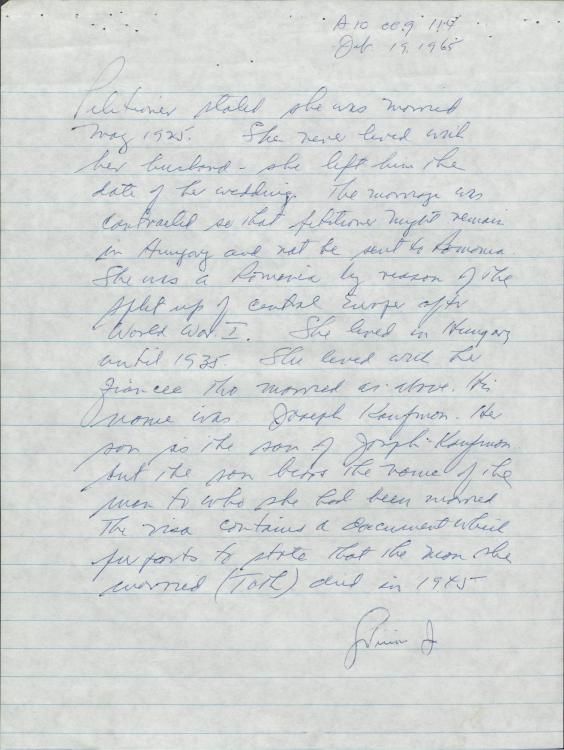 A10 009 114
Feb 19, 1965
Petitioner stated she was married
May 1925. She never lived with
her husband - she left him the
date of her wedding. The marriage was
contracted so that petitioner might remain
in Hungary and not be sent to Romania.
She was a Romania by reason of the
split up of central Europe after
World War I. She lived in Hungary
until 1935. She lived with her
Fiancee tho married as above. His
name was Joseph Kaufman. Her
son is the son of Joseph Kaufman
but the son bears the name of the
man to who she had been married
The visa contains a document which
purports to state that the man she
married (Toth) died in 1945